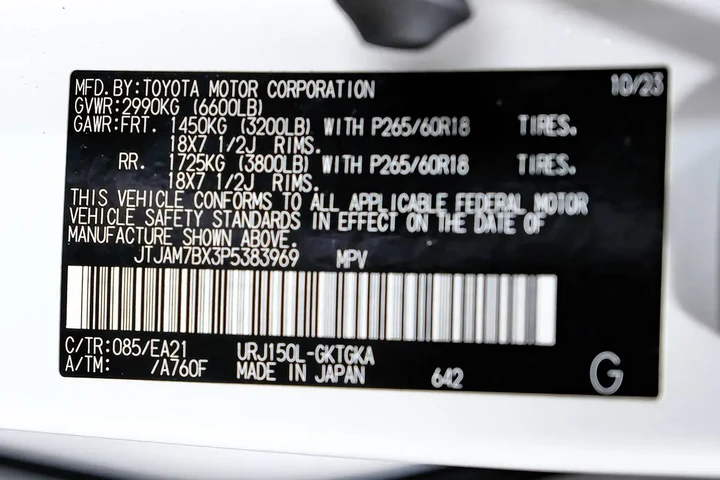 MFD. BY: TOYOTA MOTOR CORPORATION 10/23
GVWR: 2990KG (6600LB)
GAWR: FRT. 1450KG (3200LB) WITH P265/60R18 TIRES.
18X7 1/2J RIMS.
RR. 1725KG (3800LB) WITH P265/60R18 TIRES.
18X7 1/2J RIMS.
THIS VEHICLE CONFORMS TO ALL APPLICABLE FEDERAL MOTOR
VEHICLE SAFETY STANDARDS IN EFFECT ON THE DATE OF
MANUFACTURE SHOWN ABOVE.
JTJAM7BX3P5383969 MPV
C/TR: 085/EA21 URJ150L-GKTGKA
A/TM: /A760F MADE IN JAPAN 642 G